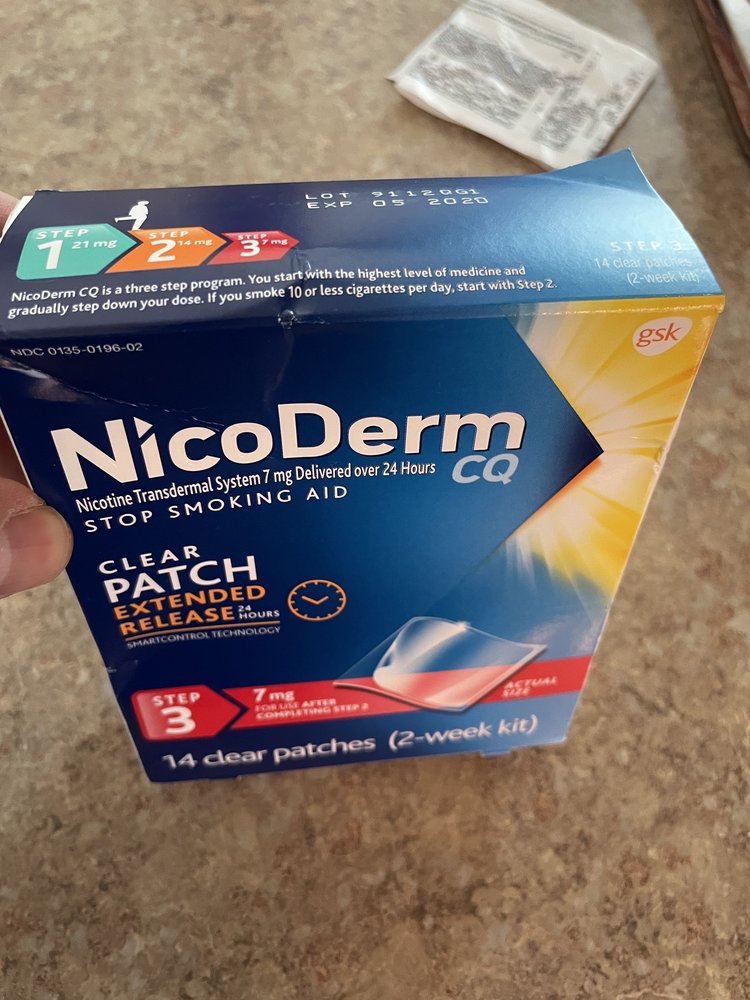 LOT 9112QG1
EXP 05 2020
STEP 1 21 mg
STEP 2 14 mg
STEP 3 7 mg
STEP 3
14 clear patches
(2-week kit)
NicoDerm CQ is a three step program. You start with the highest level of medicine and
gradually step down your dose. If you smoke 10 or less cigarettes per day, start with Step 2.
NDC 0135-0196-02
gsk
NicoDerm
CQ
Nicotine Transdermal System 7 mg Delivered over 24 Hours
STOP SMOKING AID
CLEAR
PATCH
EXTENDED
RELEASE 24 HOURS
SMARTCONTROL TECHNOLOGY
STEP
3
7 mg
FOR USE AFTER
COMPLETING STEP 2
ACTUAL
SIZE
14 clear patches (2-week kit)